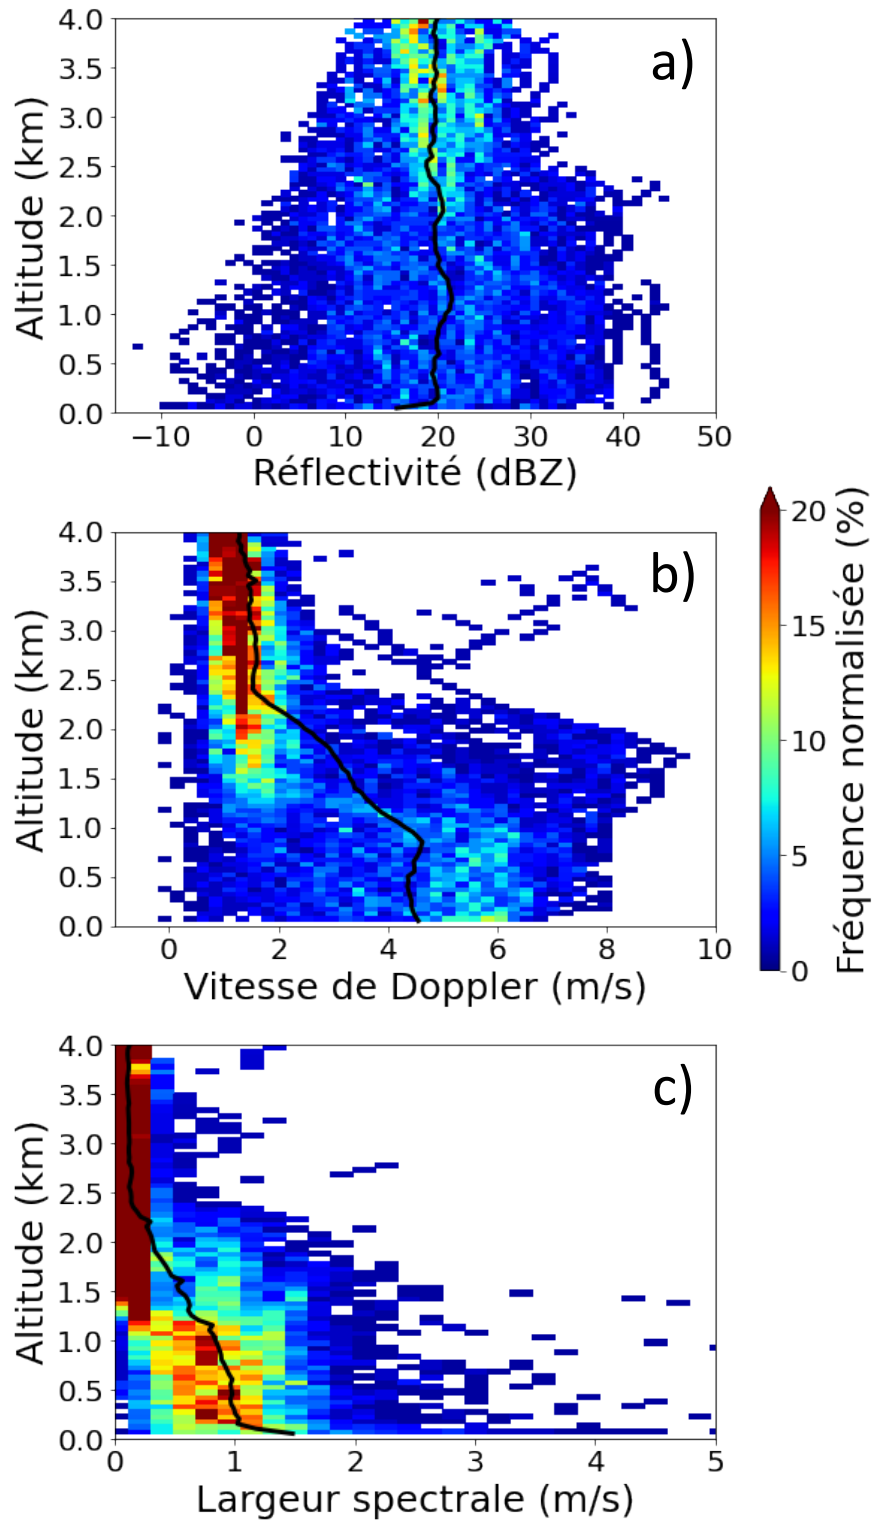 a)
Altitude (km)
4.0
3.5
3.0
2.5
2.0
1.5
1.0
0.5
0.0
−10 0 10 20 30 40 50
Réflectivité (dBZ)
b)
Altitude (km)
4.0
3.5
3.0
2.5
2.0
1.5
1.0
0.5
0.0
0 2 4 6 8 10
Vitesse de Doppler (m/s)
20
15
10
5
0
Fréquence normalisée (%)
c)
Altitude (km)
4.0
3.5
3.0
2.5
2.0
1.5
1.0
0.5
0.0
0 1 2 3 4 5
Largeur spectrale (m/s)